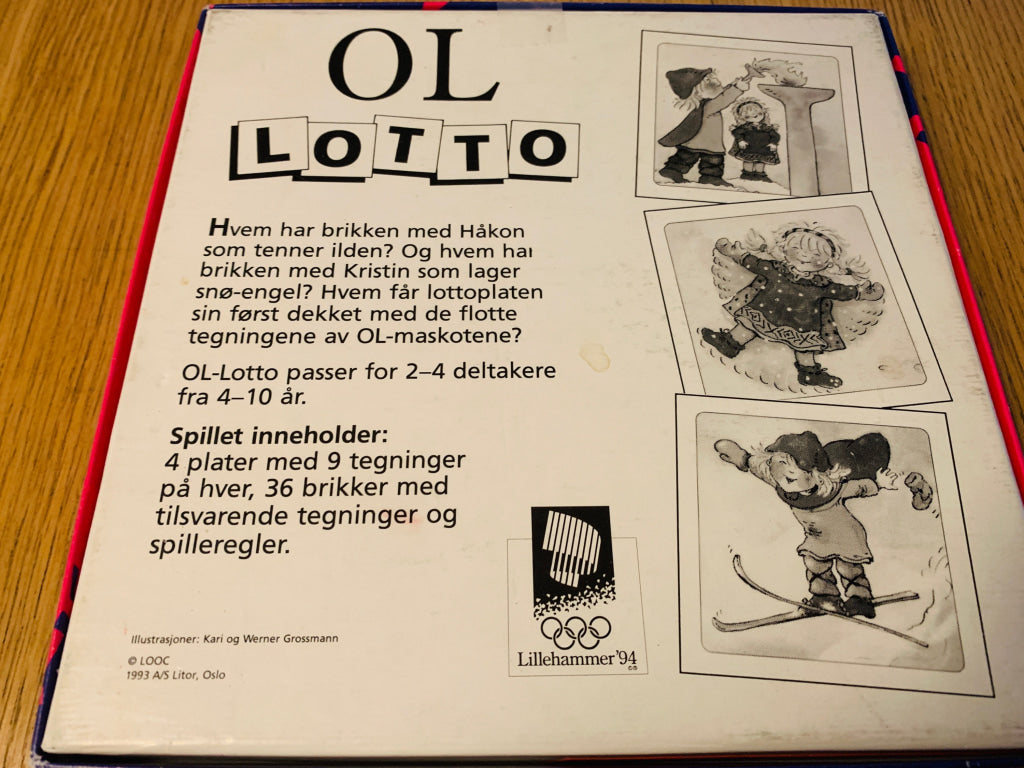 OL
LOTTO
Hvem har brikken med Håkon
som tenner ilden? Og hvem har
brikken med Kristin som lager
snø-engel? Hvem får lottoplaten
sin først dekket med de flotte
tegningene av OL-maskotene?
OL-Lotto passer for 2–4 deltakere
fra 4–10 år.
Spillet inneholder:
4 plater med 9 tegninger
på hver, 36 brikker med
tilsvarende tegninger og
spilleregler.
Illustrasjoner: Kari og Werner Grossmann
© LOOC
1993 A/S Litor, Oslo
Lillehammer'94